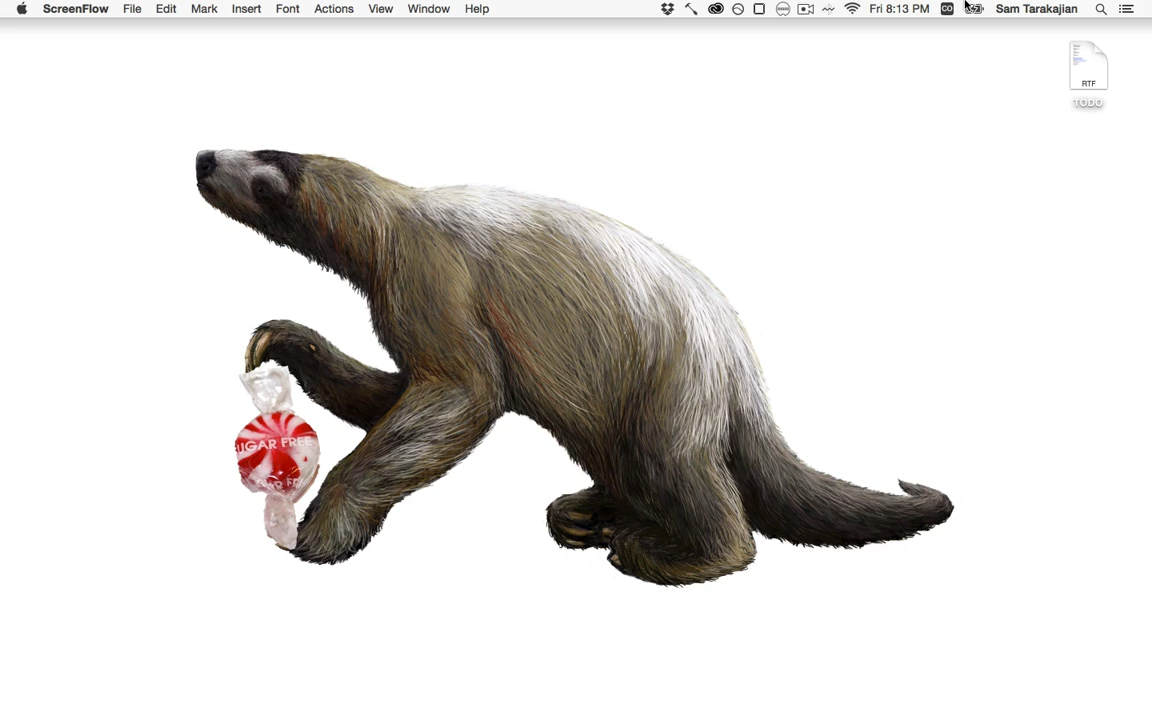 ScreenFlow File Edit Mark Insert Font Actions View Window Help Fri 8:13 PM Sam Tarakajian
RTF
TODO
SUGAR FREE